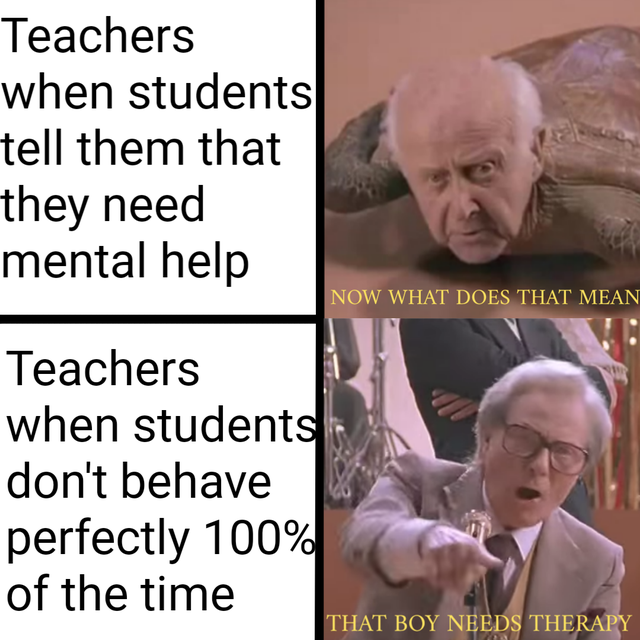 Teachers
when students
tell them that
they need
mental help
NOW WHAT DOES THAT MEAN
Teachers
when students
don't behave
perfectly 100%
of the time
THAT BOY NEEDS THERAPY